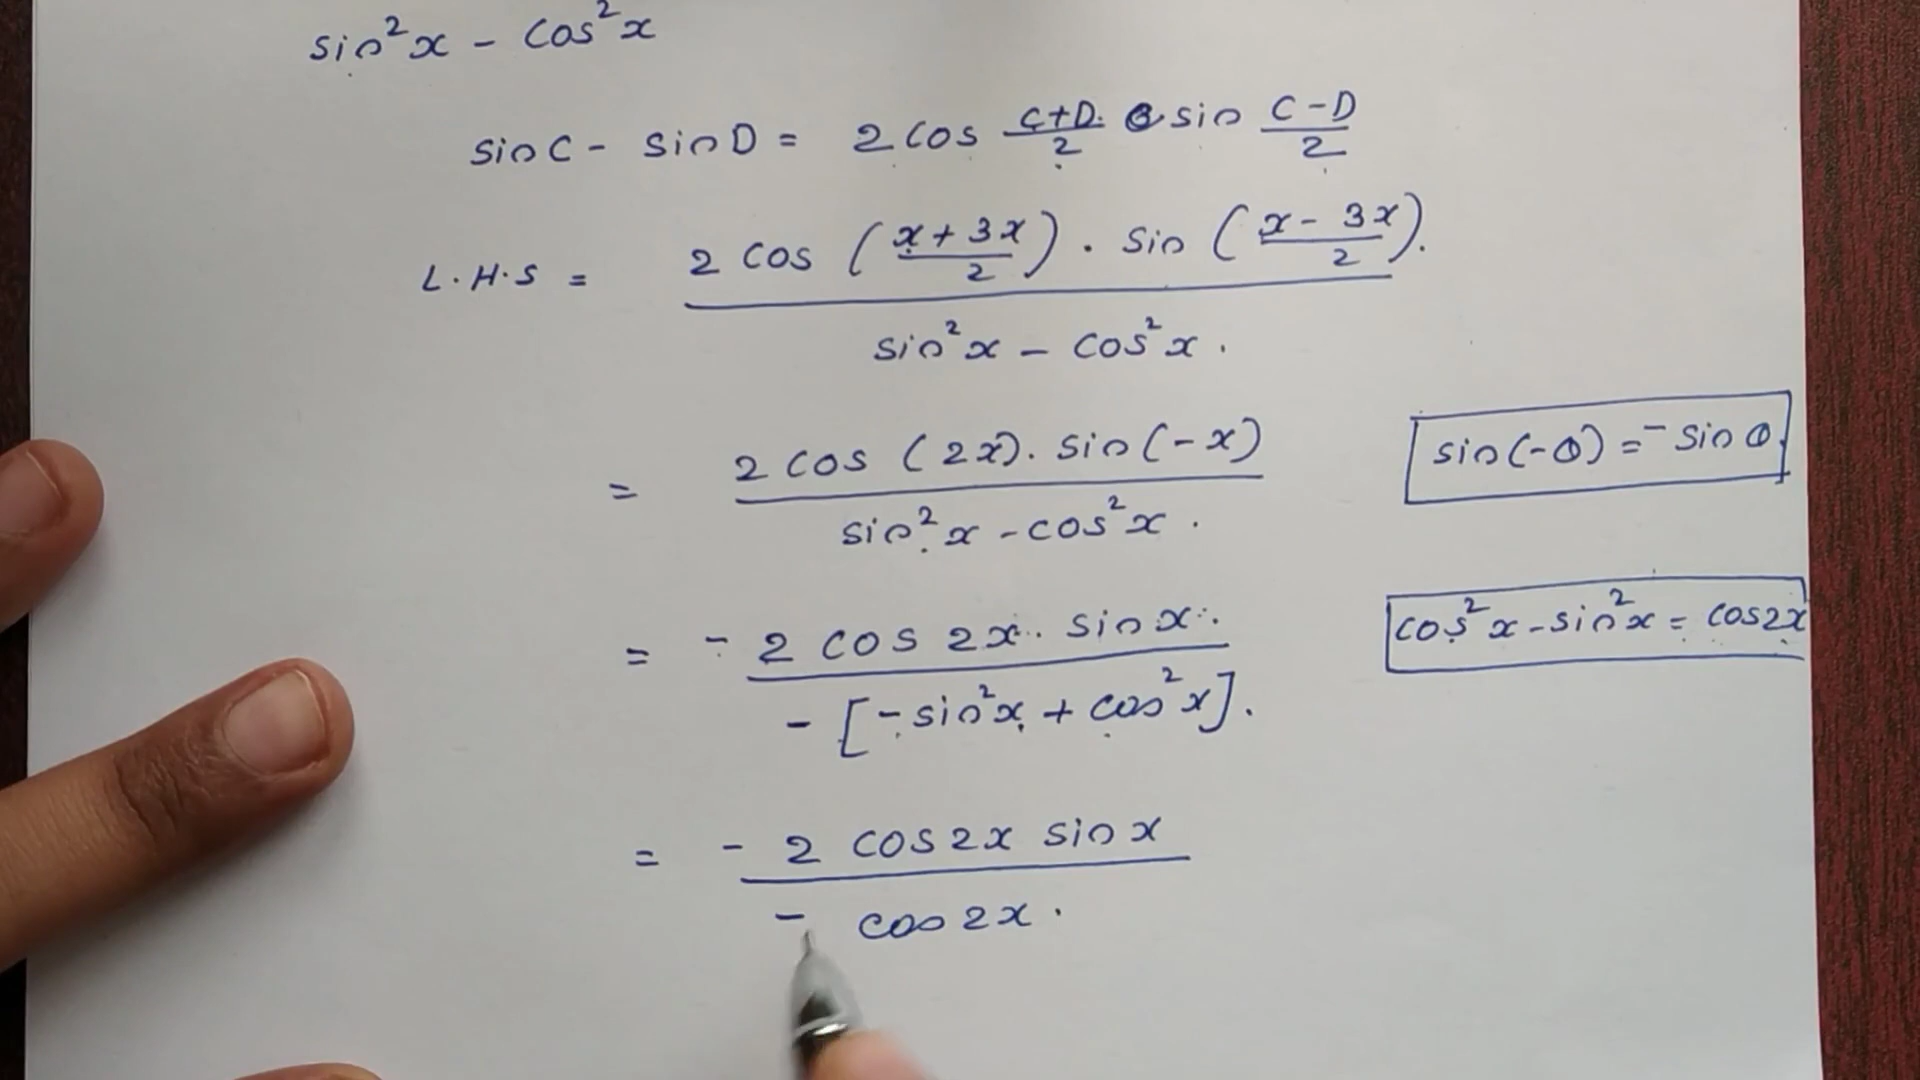 sin²x - cos²x
sin C - sin D = 2 cos (C+D)/2 sin (C-D)/2
L.H.S = 2 cos ((x+3x)/2) . sin ((x-3x)/2).
sin²x - cos²x.
= 2 cos (2x). sin(-x)
sin²x - cos²x.
sin(-θ) = -sin θ
= -2 cos 2x. sin x
-[-sin²x + cos²x].
cos²x - sin²x = cos2x
= -2 cos2x sin x
- cos 2x.